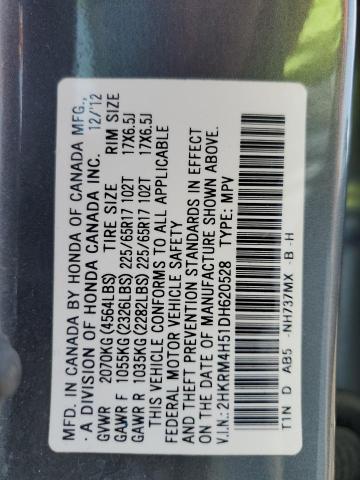 MFD. IN CANADA BY HONDA OF CANADA MFG.,
· A DIVISION OF HONDA CANADA INC. 12/'12
GVWR 2070KG (4564LBS) TIRE SIZE RIM SIZE
GAWR F 1055KG (2326LBS) 225/65R17 102T 17X6.5J
GAWR R 1035KG (2282LBS) 225/65R17 102T 17X6.5J
THIS VEHICLE CONFORMS TO ALL APPLICABLE
FEDERAL MOTOR VEHICLE SAFETY
AND THEFT PREVENTION STANDARDS IN EFFECT
ON THE DATE OF MANUFACTURE SHOWN ABOVE.
V.I.N.:2HKRM4H51DH620528 TYPE: MPV
T1N D AB5 -NH737MX -B -H